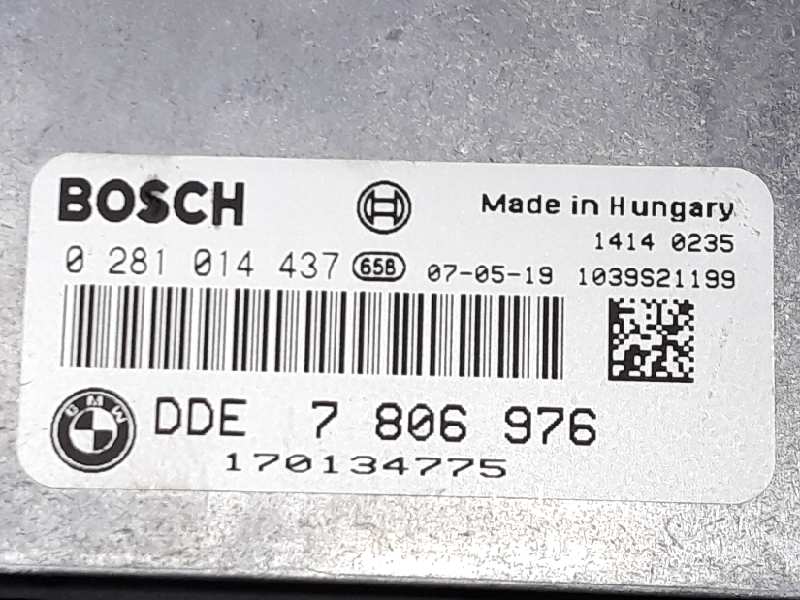 BOSCH
Made in Hungary
1414 0235
0 281 014 437 658 07-05-19 1039S21199
BMW
DDE 7 806 976
170134775